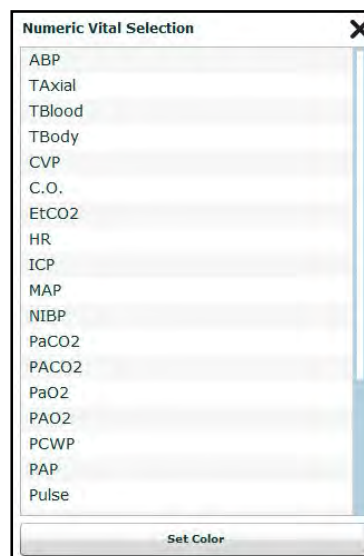 Numeric Vital Selection
ABP
TAxial
TBlood
TBody
CVP
C.O.
EtCO2
HR
ICP
MAP
NIBP
PaCO2
PACO2
PaO2
PAO2
PCWP
PAP
Pulse
Set Color